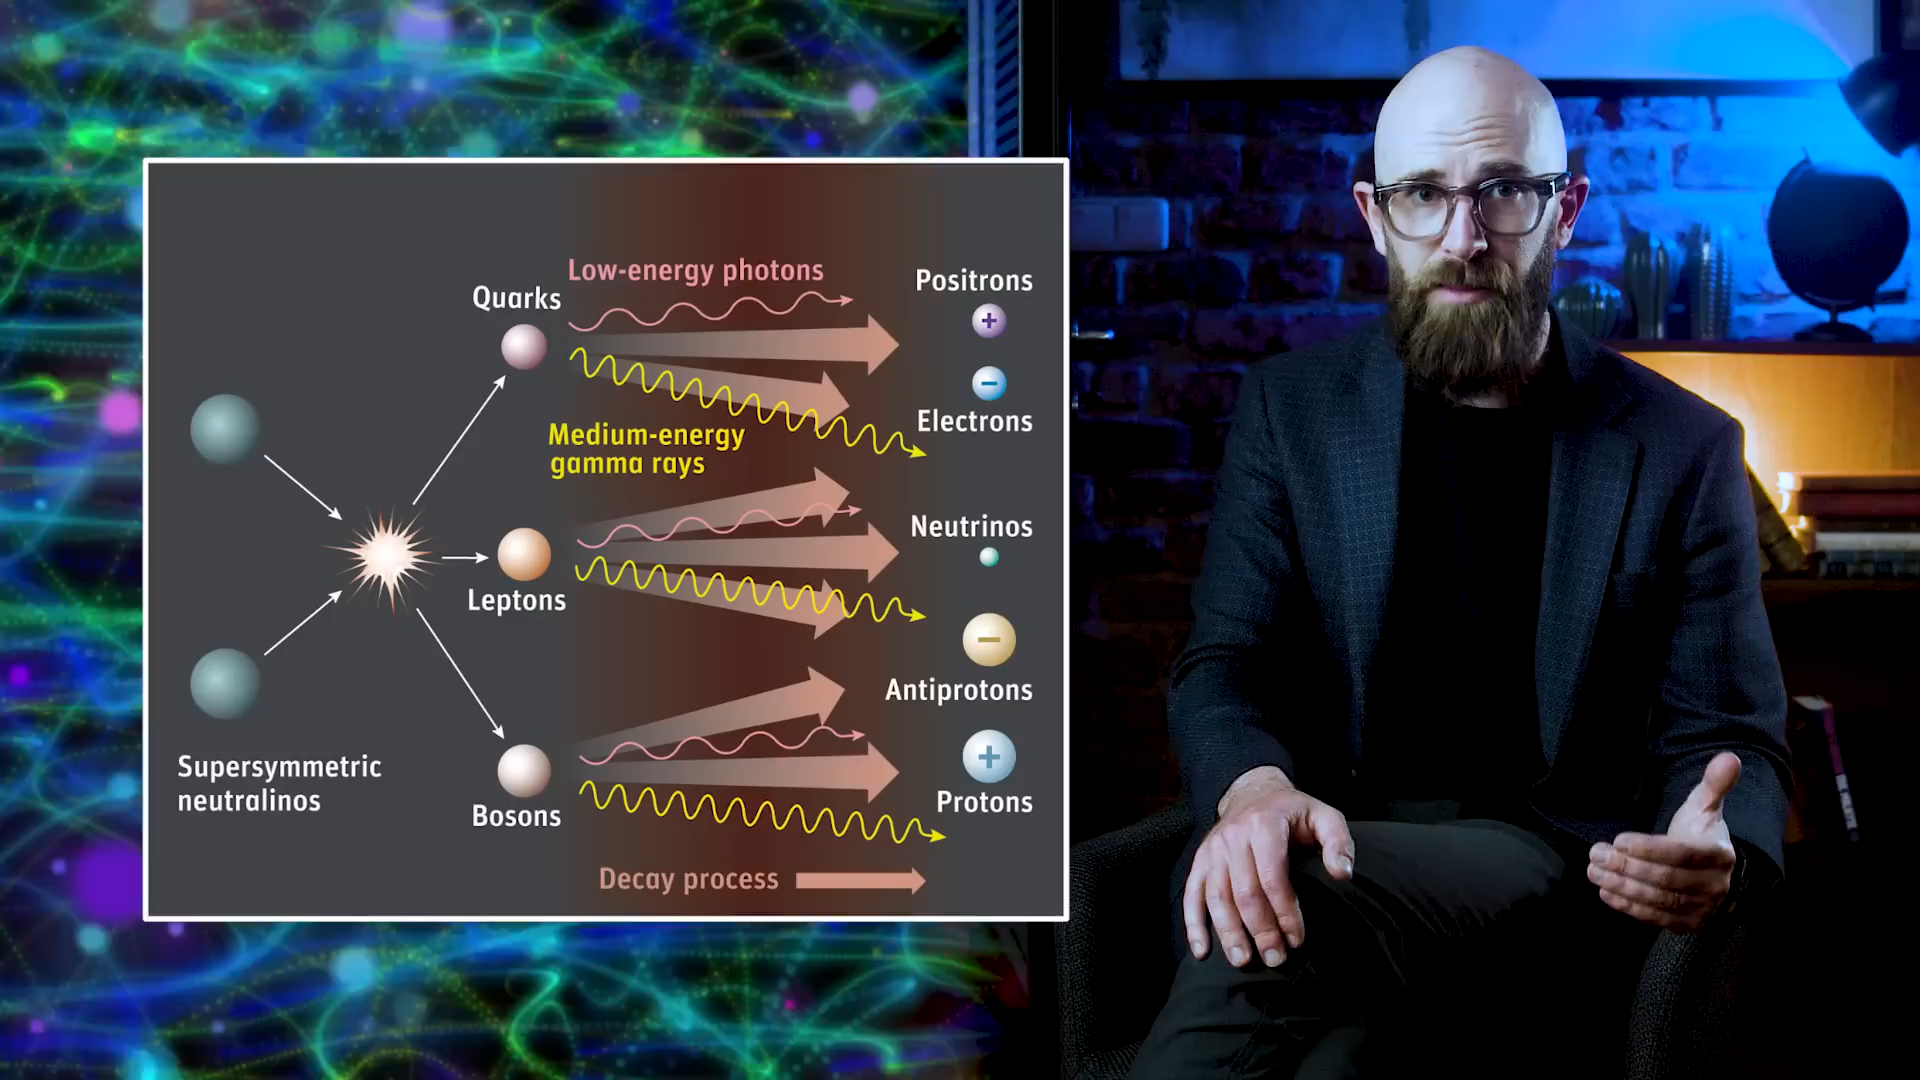 Low-energy photons
Quarks
Positrons
+
−
Electrons
Medium-energy
gamma rays
Neutrinos
Leptons
−
Antiprotons
+
Protons
Supersymmetric
neutralinos
Bosons
Decay process